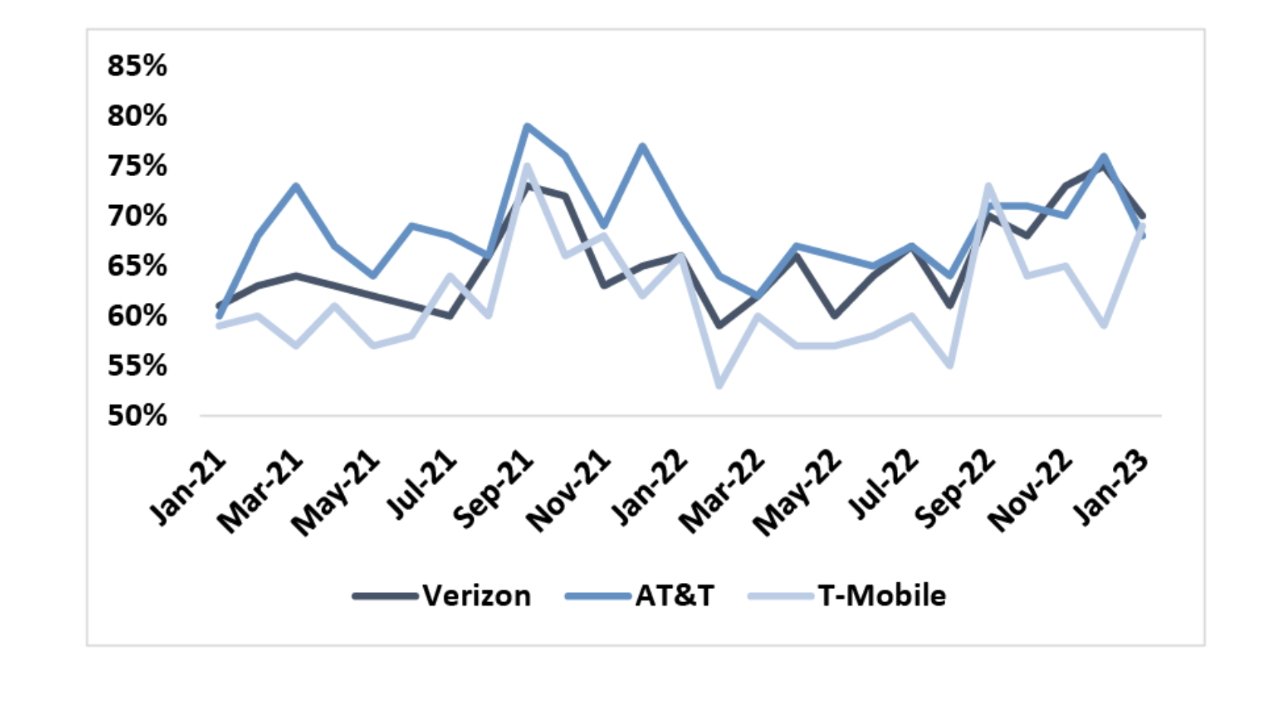 85%
80%
75%
70%
65%
60%
55%
50%
Jan-21
Mar-21
May-21
Jul-21
Sep-21
Nov-21
Jan-22
Mar-22
May-22
Jul-22
Sep-22
Nov-22
Jan-23
Verizon AT&T T-Mobile